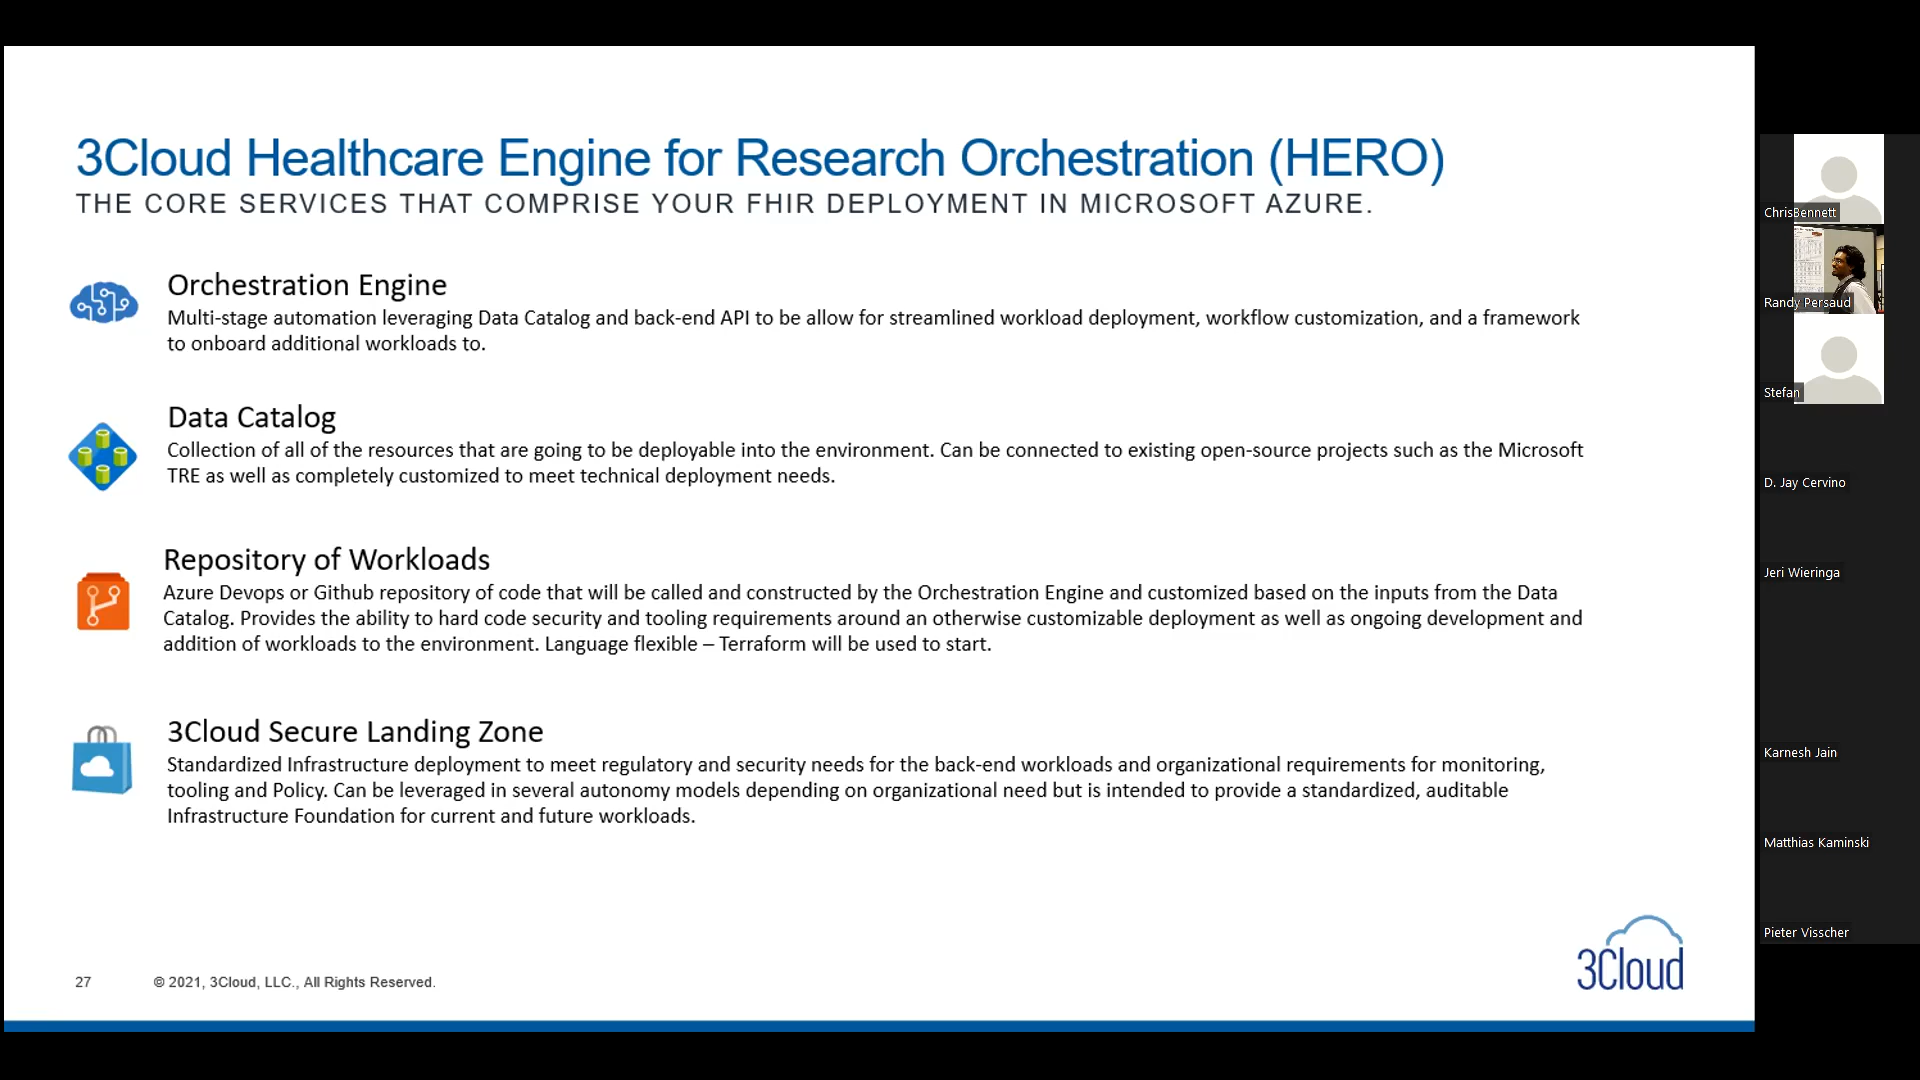 3Cloud Healthcare Engine for Research Orchestration (HERO)
THE CORE SERVICES THAT COMPRISE YOUR FHIR DEPLOYMENT IN MICROSOFT AZURE.
Orchestration Engine
Multi-stage automation leveraging Data Catalog and back-end API to be allow for streamlined workload deployment, workflow customization, and a framework
to onboard additional workloads to.
Data Catalog
Collection of all of the resources that are going to be deployable into the environment. Can be connected to existing open-source projects such as the Microsoft
TRE as well as completely customized to meet technical deployment needs.
Repository of Workloads
Azure Devops or Github repository of code that will be called and constructed by the Orchestration Engine and customized based on the inputs from the Data
Catalog. Provides the ability to hard code security and tooling requirements around an otherwise customizable deployment as well as ongoing development and
addition of workloads to the environment. Language flexible – Terraform will be used to start.
3Cloud Secure Landing Zone
Standardized Infrastructure deployment to meet regulatory and security needs for the back-end workloads and organizational requirements for monitoring,
tooling and Policy. Can be leveraged in several autonomy models depending on organizational need but is intended to provide a standardized, auditable
Infrastructure Foundation for current and future workloads.
27
© 2021, 3Cloud, LLC., All Rights Reserved.
3Cloud
ChrisBennett
Randy Persaud
Stefan
D. Jay Cervino
Jeri Wieringa
Karnesh Jain
Matthias Kaminski
Pieter Visscher